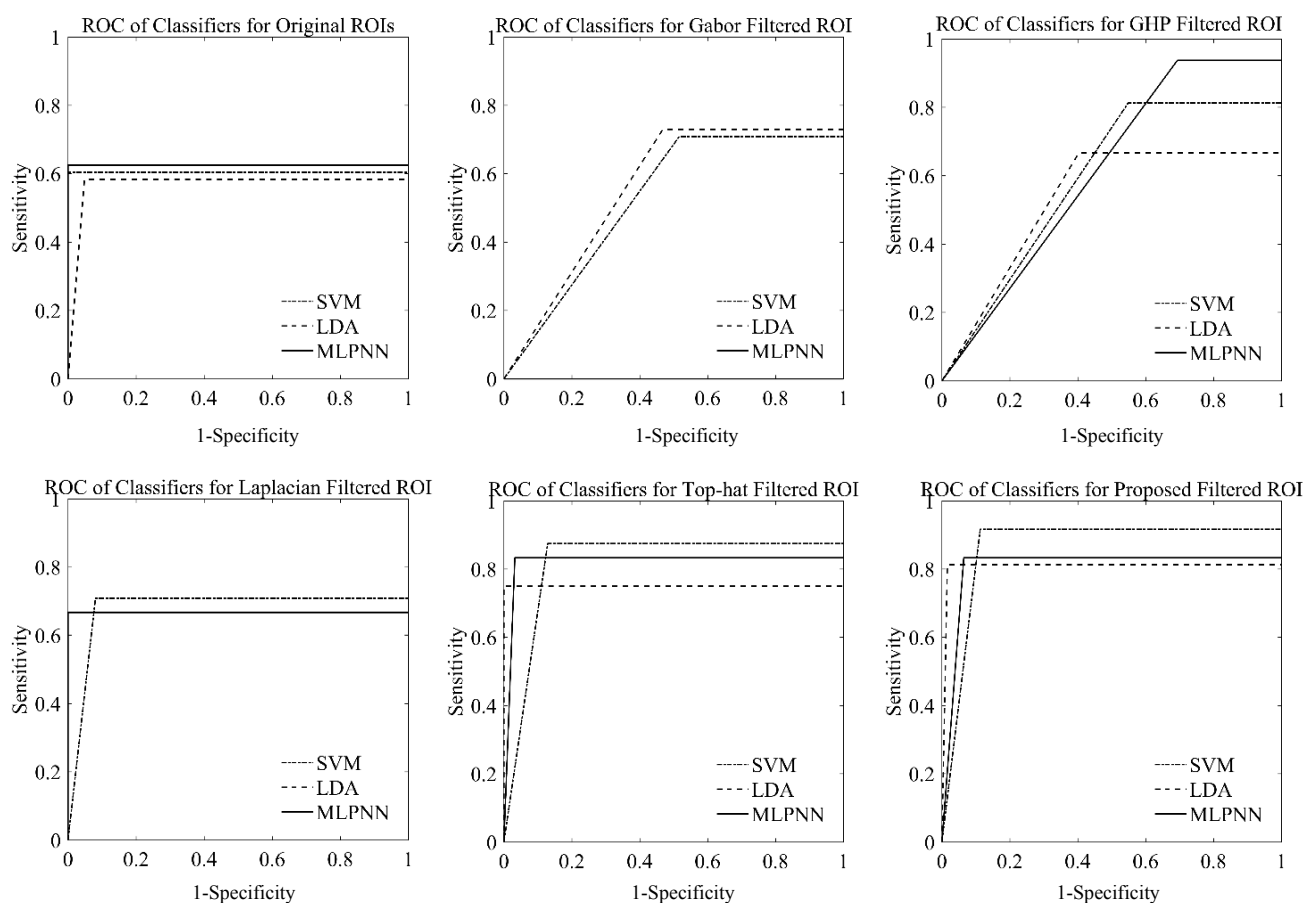 ROC of Classifiers for Original ROIs
1
0.8
0.6
0.4
0.2
0
Sensitivity
SVM
LDA
MLPNN
0 0.2 0.4 0.6 0.8 1
1-Specificity
ROC of Classifiers for Gabor Filtered ROI
1
0.8
0.6
0.4
0.2
0
Sensitivity
SVM
LDA
MLPNN
0 0.2 0.4 0.6 0.8 1
1-Specificity
ROC of Classifiers for GHP Filtered ROI
1
0.8
0.6
0.4
0.2
0
Sensitivity
SVM
LDA
MLPNN
0 0.2 0.4 0.6 0.8 1
1-Specificity
ROC of Classifiers for Laplacian Filtered ROI
1
0.8
0.6
0.4
0.2
0
Sensitivity
SVM
LDA
MLPNN
0 0.2 0.4 0.6 0.8 1
1-Specificity
ROC of Classifiers for Top-hat Filtered ROI
1
0.8
0.6
0.4
0.2
0
Sensitivity
SVM
LDA
MLPNN
0 0.2 0.4 0.6 0.8 1
1-Specificity
ROC of Classifiers for Proposed Filtered ROI
1
0.8
0.6
0.4
0.2
0
Sensitivity
SVM
LDA
MLPNN
0 0.2 0.4 0.6 0.8 1
1-Specificity